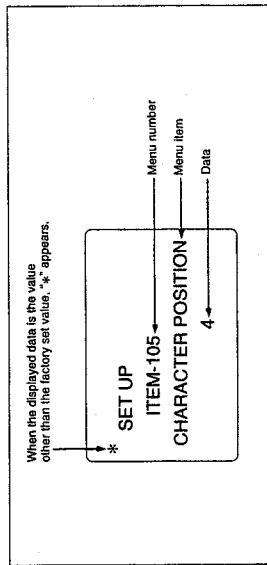 When the displayed data is the value
other than the factory set value, "*" appears.
*
SET UP
ITEM-105
Menu number
CHARACTER POSITION
Menu item
4
Data